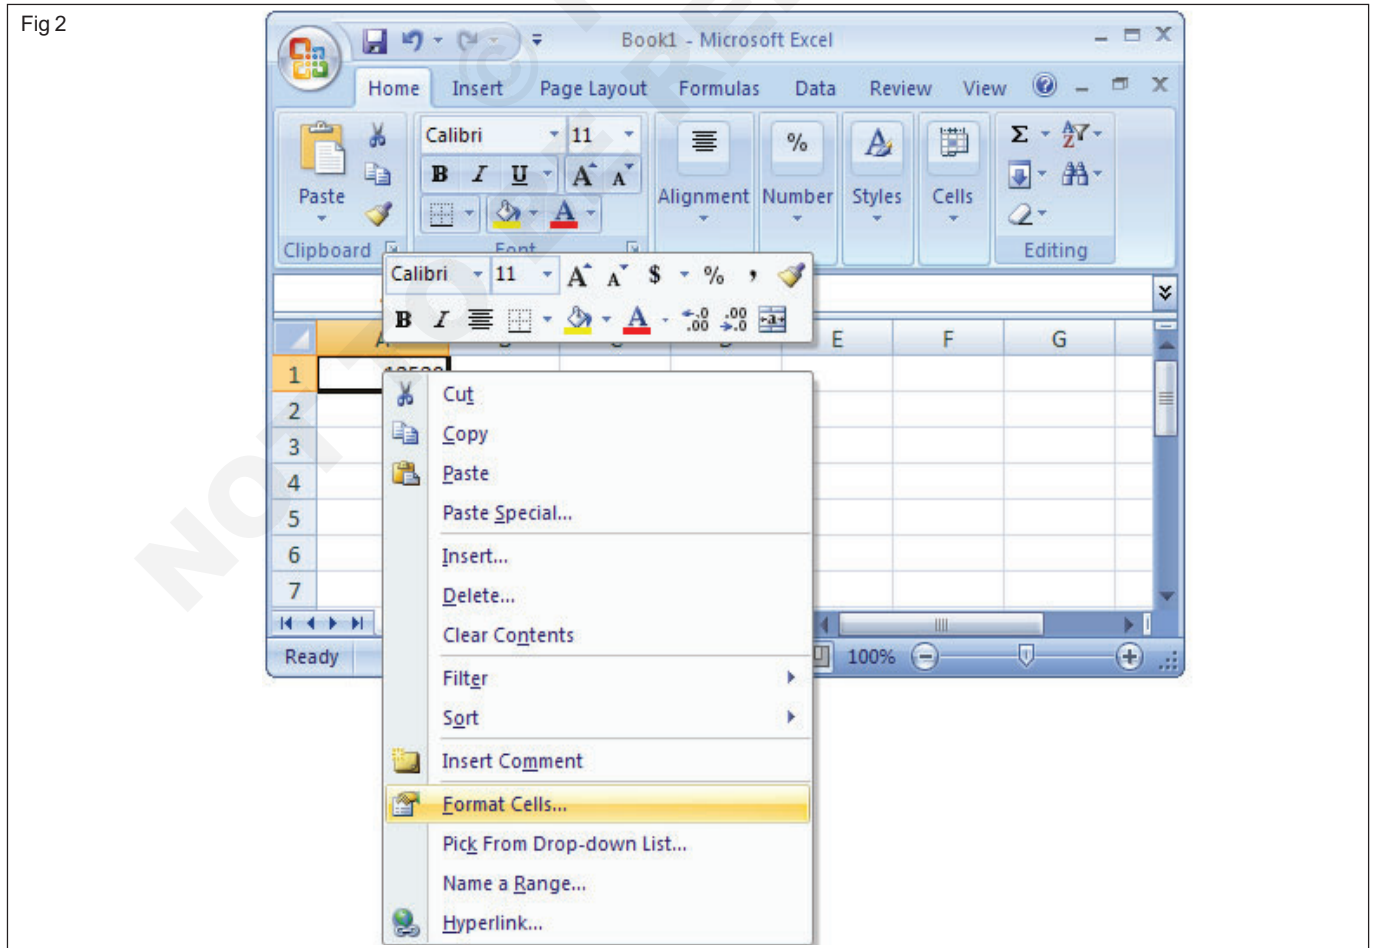 Fig 2
Book1 - Microsoft Excel
Home Insert Page Layout Formulas Data Review View
Calibri 11
Paste
B I U A A
Alignment Number Styles Cells
Clipboard Font Editing
Calibri 11 A A $ % ,
B I A
A E F G
1
2
3
4
5
6
7
Ready 100%
Cut
Copy
Paste
Paste Special...
Insert...
Delete...
Clear Contents
Filter
Sort
Insert Comment
Format Cells...
Pick From Drop-down List...
Name a Range...
Hyperlink...